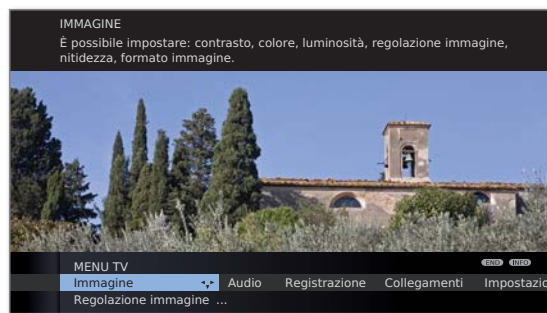 IMMAGINE
È possibile impostare: contrasto, colore, luminosità, regolazione immagine,
nitidezza, formato immagine.
MENU TV END INFO
Immagine Audio Registrazione Collegamenti Impostazio
Regolazione immagine ...